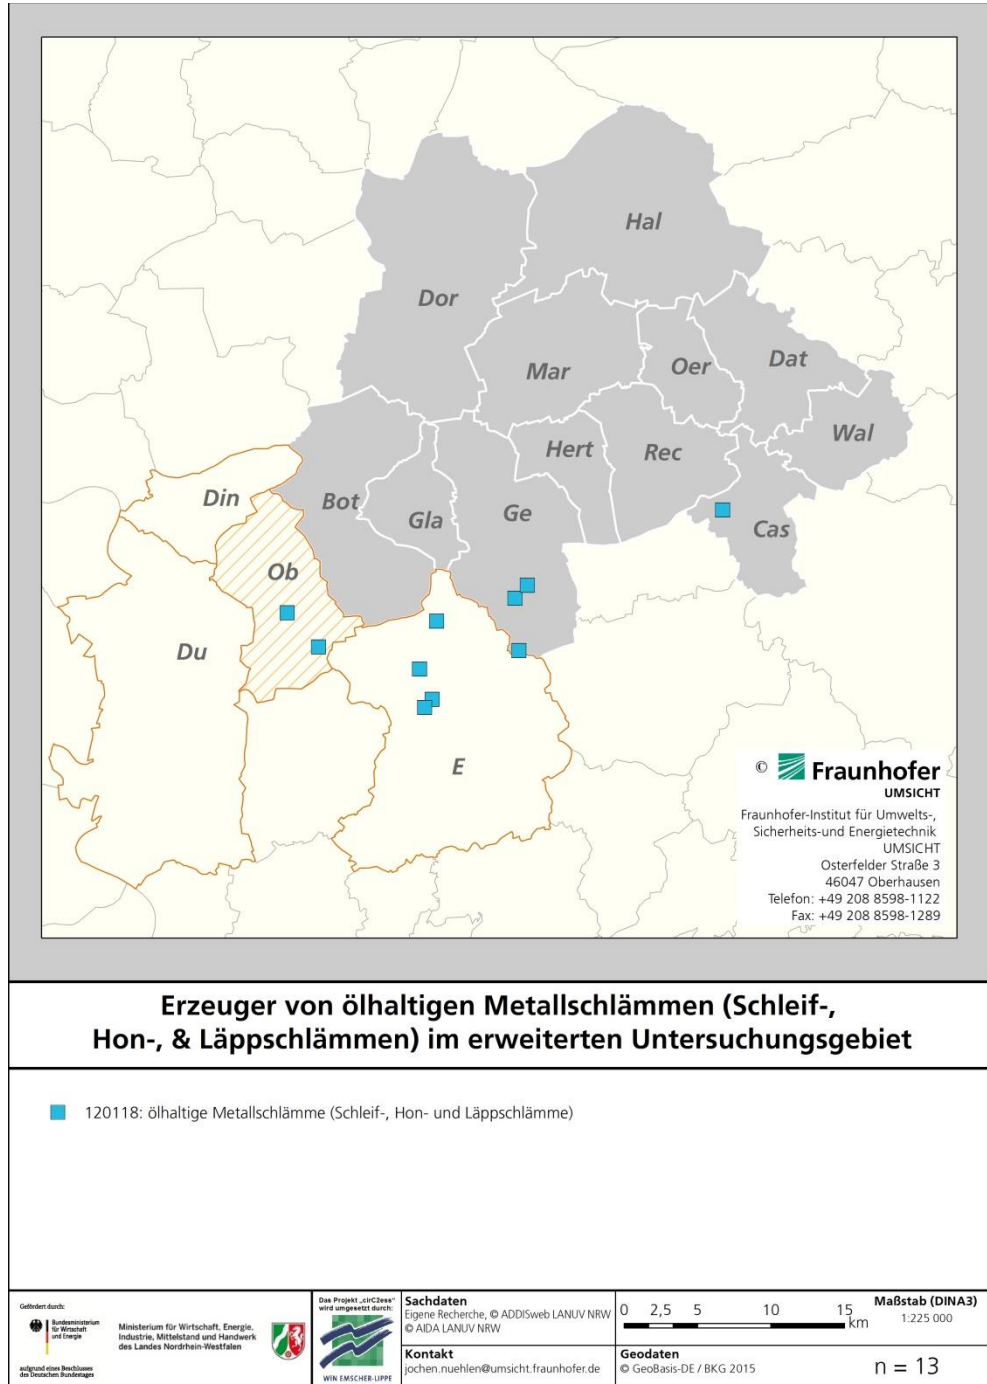 Hal
Dor
Mar
Oer
Dat
Wal
Hert
Rec
Din
Bot
Gla
Ge
Cas
Ob
Du
E
© Fraunhofer
UMSICHT
Fraunhofer-Institut für Umwelts-,
Sicherheits-und Energietechnik
UMSICHT
Osterfelder Straße 3
46047 Oberhausen
Telefon: +49 208 8598-1122
Fax: +49 208 8598-1289
Erzeuger von ölhaltigen Metallschlämmen (Schleif-,
Hon-, & Läppschlämmen) im erweiterten Untersuchungsgebiet
120118: ölhaltige Metallschlämme (Schleif-, Hon- und Läppschlämme)
Gefördert durch:
Bundesministerium
für Wirtschaft
und Energie
aufgrund eines Beschlusses
des Deutschen Bundestages
Ministerium für Wirtschaft, Energie,
Industrie, Mittelstand und Handwerk
des Landes Nordrhein-Westfalen
Das Projekt „circ2ess"
wird umgesetzt durch:
WIN EMSCHER-LIPPE
Sachdaten
Eigene Recherche, © ADDISweb LANUV NRW
© AIDA LANUV NRW
Kontakt
jochen.nuehlen@umsicht.fraunhofer.de
0 2,5 5 10 15
km
Maßstab (DINA3)
1:225 000
Geodaten
© GeoBasis-DE / BKG 2015
n = 13